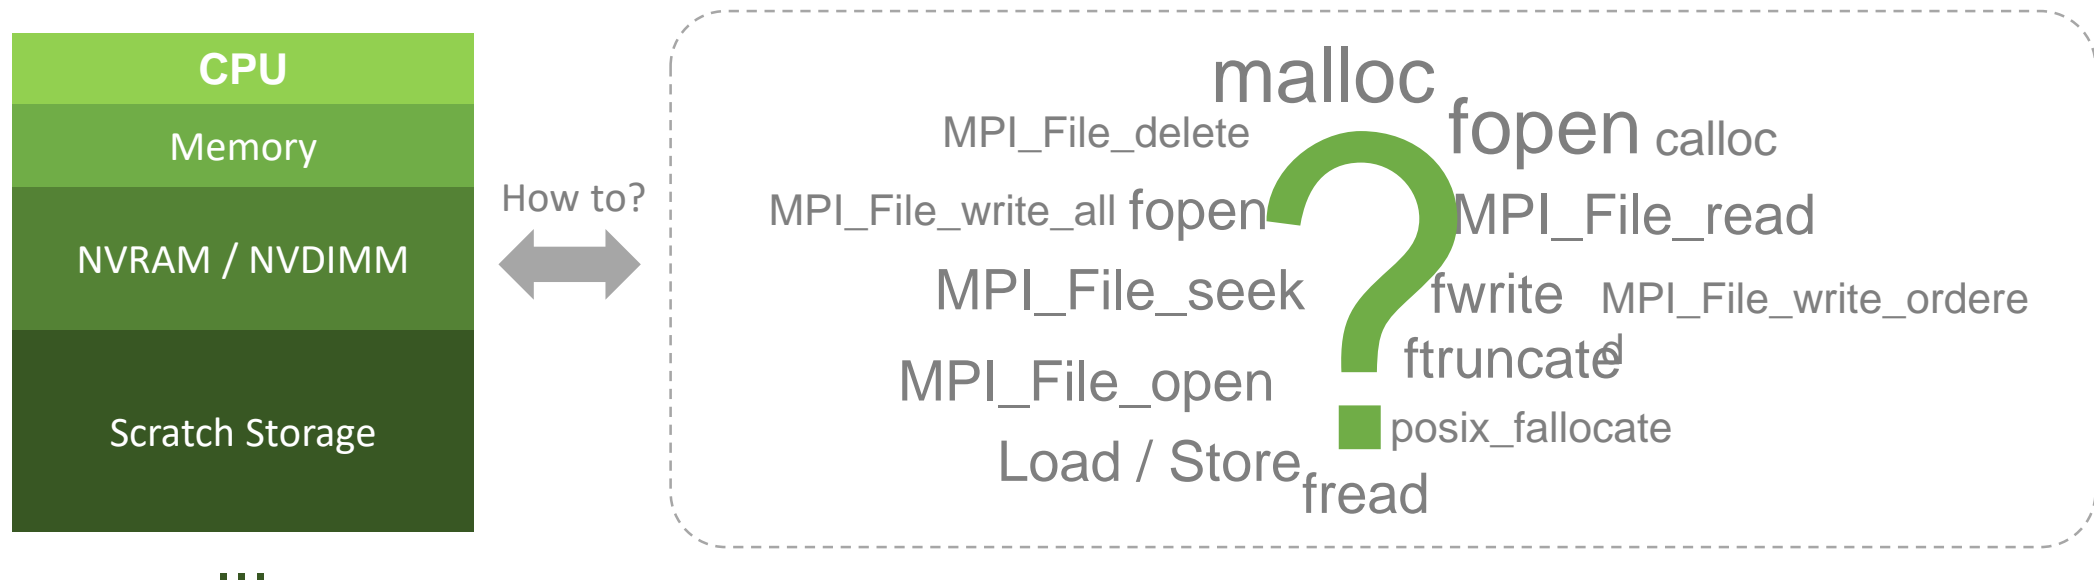 CPU
Memory
NVRAM / NVDIMM
Scratch Storage
...
How to?
malloc
MPI_File_delete
fopen
calloc
MPI_File_write_all
fopen
?
MPI_File_read
MPI_File_seek
fwrite
MPI_File_write_ordere
d
MPI_File_open
ftruncate
posix_fallocate
Load / Store
fread